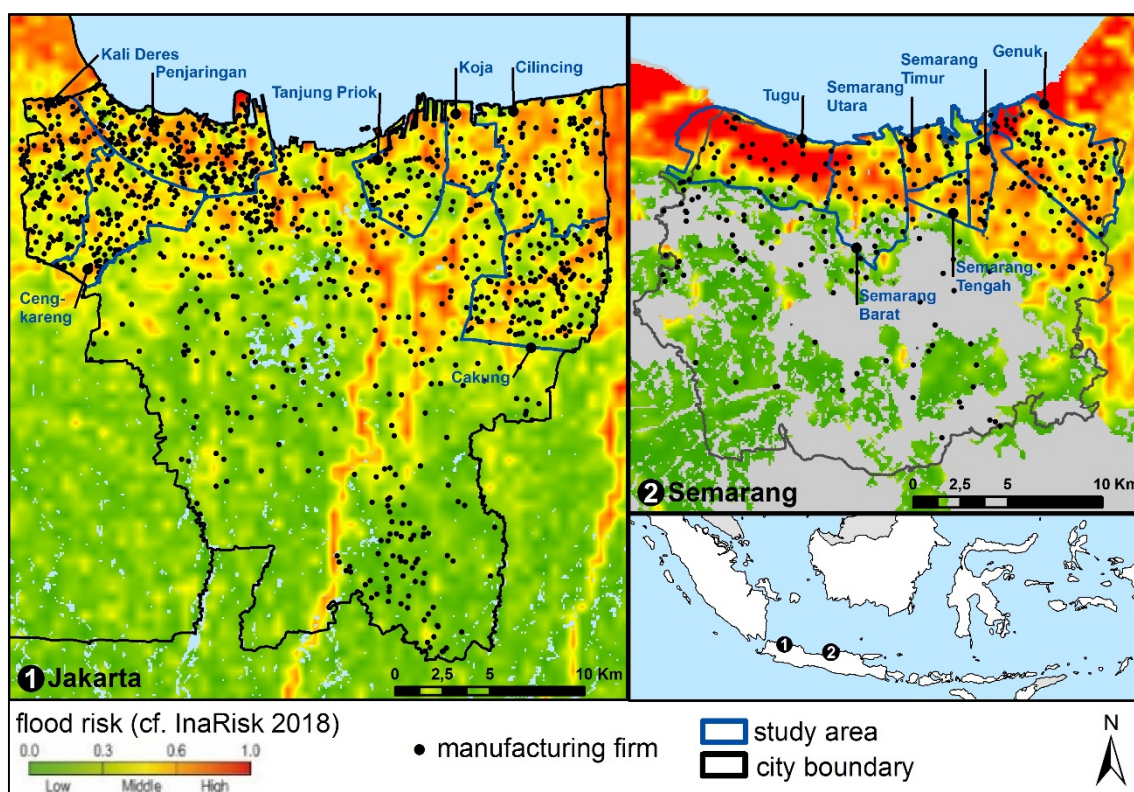 Kali Deres
Penjaringan
Tanjung Priok
Koja
Cilincing
Ceng-
kareng
Cakung
1 Jakarta
0 2,5 5 10 Km
Tugu
Semarang
Utara
Semarang
Timur
Genuk
Semarang
Barat
Semarang
Tengah
2 Semarang
0 2,5 5 10 Km
1
2
flood risk (cf. InaRisk 2018)
0.0 0.3 0.6 1.0
Low Middle High
manufacturing firm
study area
city boundary
N